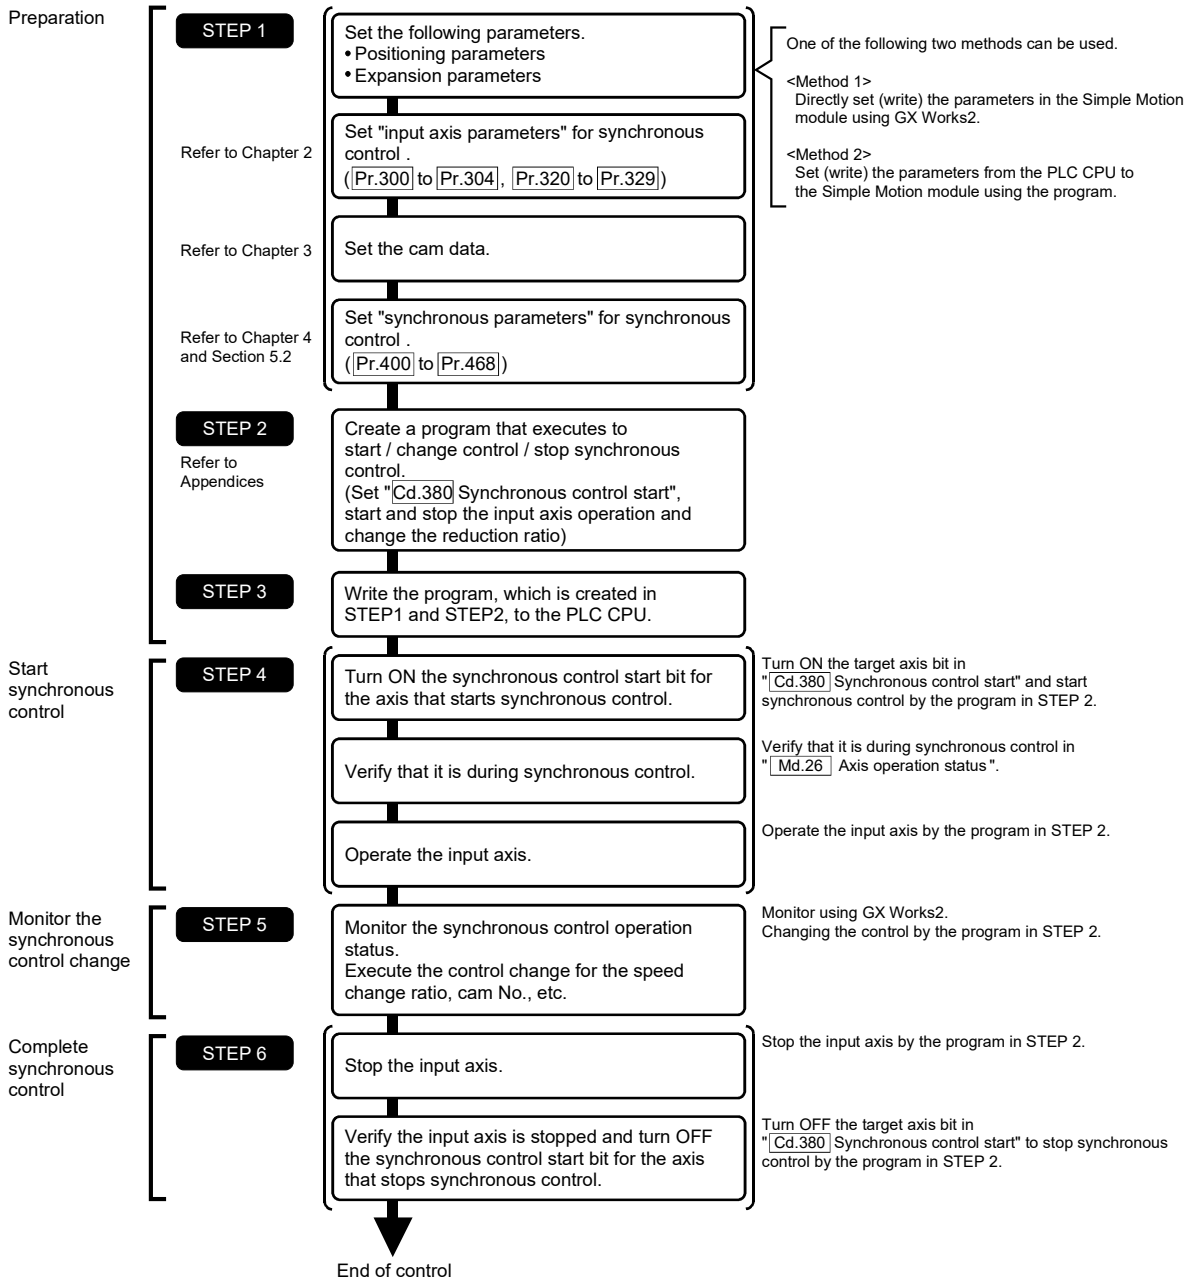 Preparation
STEP 1
Set the following parameters.
• Positioning parameters
• Expansion parameters
One of the following two methods can be used.
<Method 1>
Directly set (write) the parameters in the Simple Motion
module using GX Works2.
<Method 2>
Set (write) the parameters from the PLC CPU to
the Simple Motion module using the program.
Refer to Chapter 2
Set "input axis parameters" for synchronous
control .
( Pr.300 to Pr.304 , Pr.320 to Pr.329 )
Refer to Chapter 3
Set the cam data.
Refer to Chapter 4
and Section 5.2
Set "synchronous parameters" for synchronous
control .
( Pr.400 to Pr.468 )
STEP 2
Refer to
Appendices
Create a program that executes to
start / change control / stop synchronous
control.
(Set "Cd.380 Synchronous control start",
start and stop the input axis operation and
change the reduction ratio)
STEP 3
Write the program, which is created in
STEP1 and STEP2, to the PLC CPU.
Start
synchronous
control
STEP 4
Turn ON the synchronous control start bit for
the axis that starts synchronous control.
Turn ON the target axis bit in
" Cd.380 Synchronous control start" and start
synchronous control by the program in STEP 2.
Verify that it is during synchronous control.
Verify that it is during synchronous control in
" Md.26 Axis operation status ".
Operate the input axis.
Operate the input axis by the program in STEP 2.
Monitor the
synchronous
control change
STEP 5
Monitor the synchronous control operation
status.
Execute the control change for the speed
change ratio, cam No., etc.
Monitor using GX Works2.
Changing the control by the program in STEP 2.
Complete
synchronous
control
STEP 6
Stop the input axis.
Stop the input axis by the program in STEP 2.
Verify the input axis is stopped and turn OFF
the synchronous control start bit for the axis
that stops synchronous control.
Turn OFF the target axis bit in
" Cd.380 Synchronous control start" to stop synchronous
control by the program in STEP 2.
End of control